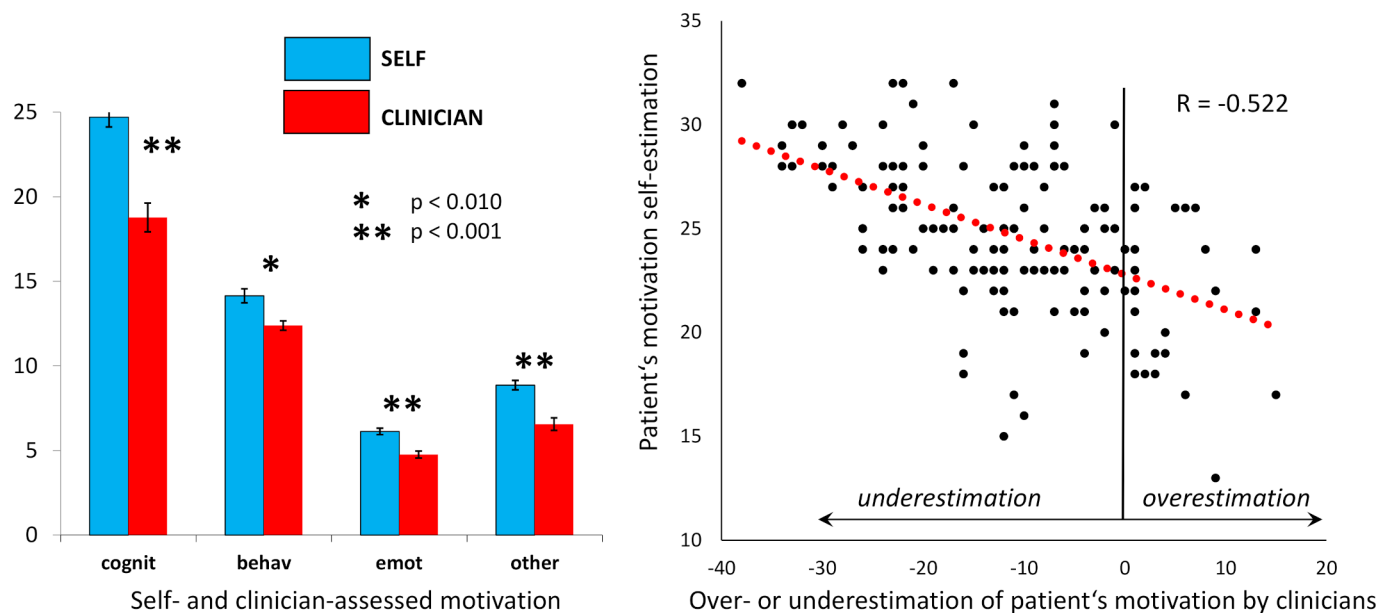 SELF
CLINICIAN
25
20
15
10
5
0
**
*
**
**
* p < 0.010
** p < 0.001
cognit behav emot other
Self- and clinician-assessed motivation
Patient‘s motivation self-estimation
35
30
25
20
15
10
R = -0.522
underestimation overestimation
-40 -30 -20 -10 0 10 20
Over- or underestimation of patient‘s motivation by clinicians